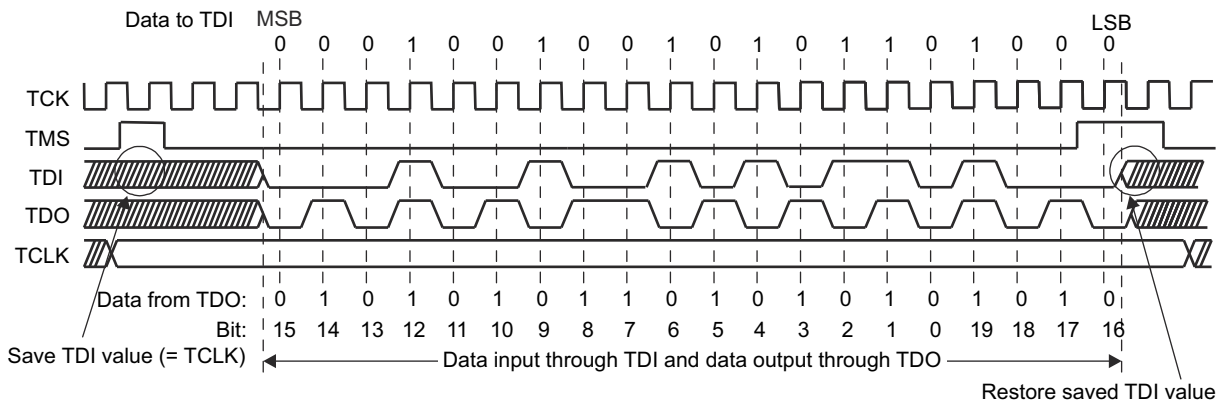 Data to TDI MSB LSB
0 0 0 1 0 0 1 0 0 1 0 1 0 1 1 0 1 0 0 0
TCK
TMS
TDI
TDO
TCLK
Data from TDO: 0 1 0 1 0 1 0 1 1 0 1 0 1 0 1 0 1 0 1 0
Bit: 15 14 13 12 11 10 9 8 7 6 5 4 3 2 1 0 19 18 17 16
Save TDI value (= TCLK)
Data input through TDI and data output through TDO
Restore saved TDI value